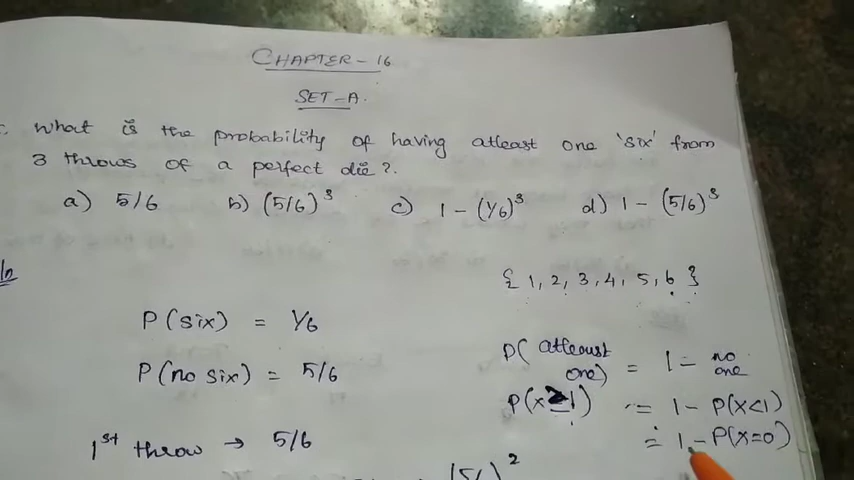 CHAPTER-16
SET-A.
What is the probability of having atleast one 'six' from
3 throws of a perfect die?.
a) 5/6 b) (5/6)³ c) 1 - (1/6)³ d) 1 - (5/6)³
ln
{ 1, 2, 3, 4, 5, 6 }
P(six) = 1/6
P(no six) = 5/6
P( atleast one) = 1 - no one
P(x≥1) = 1 - P(x<1)
= 1 - P(x=0)
1st throw → 5/6
(5/ ²